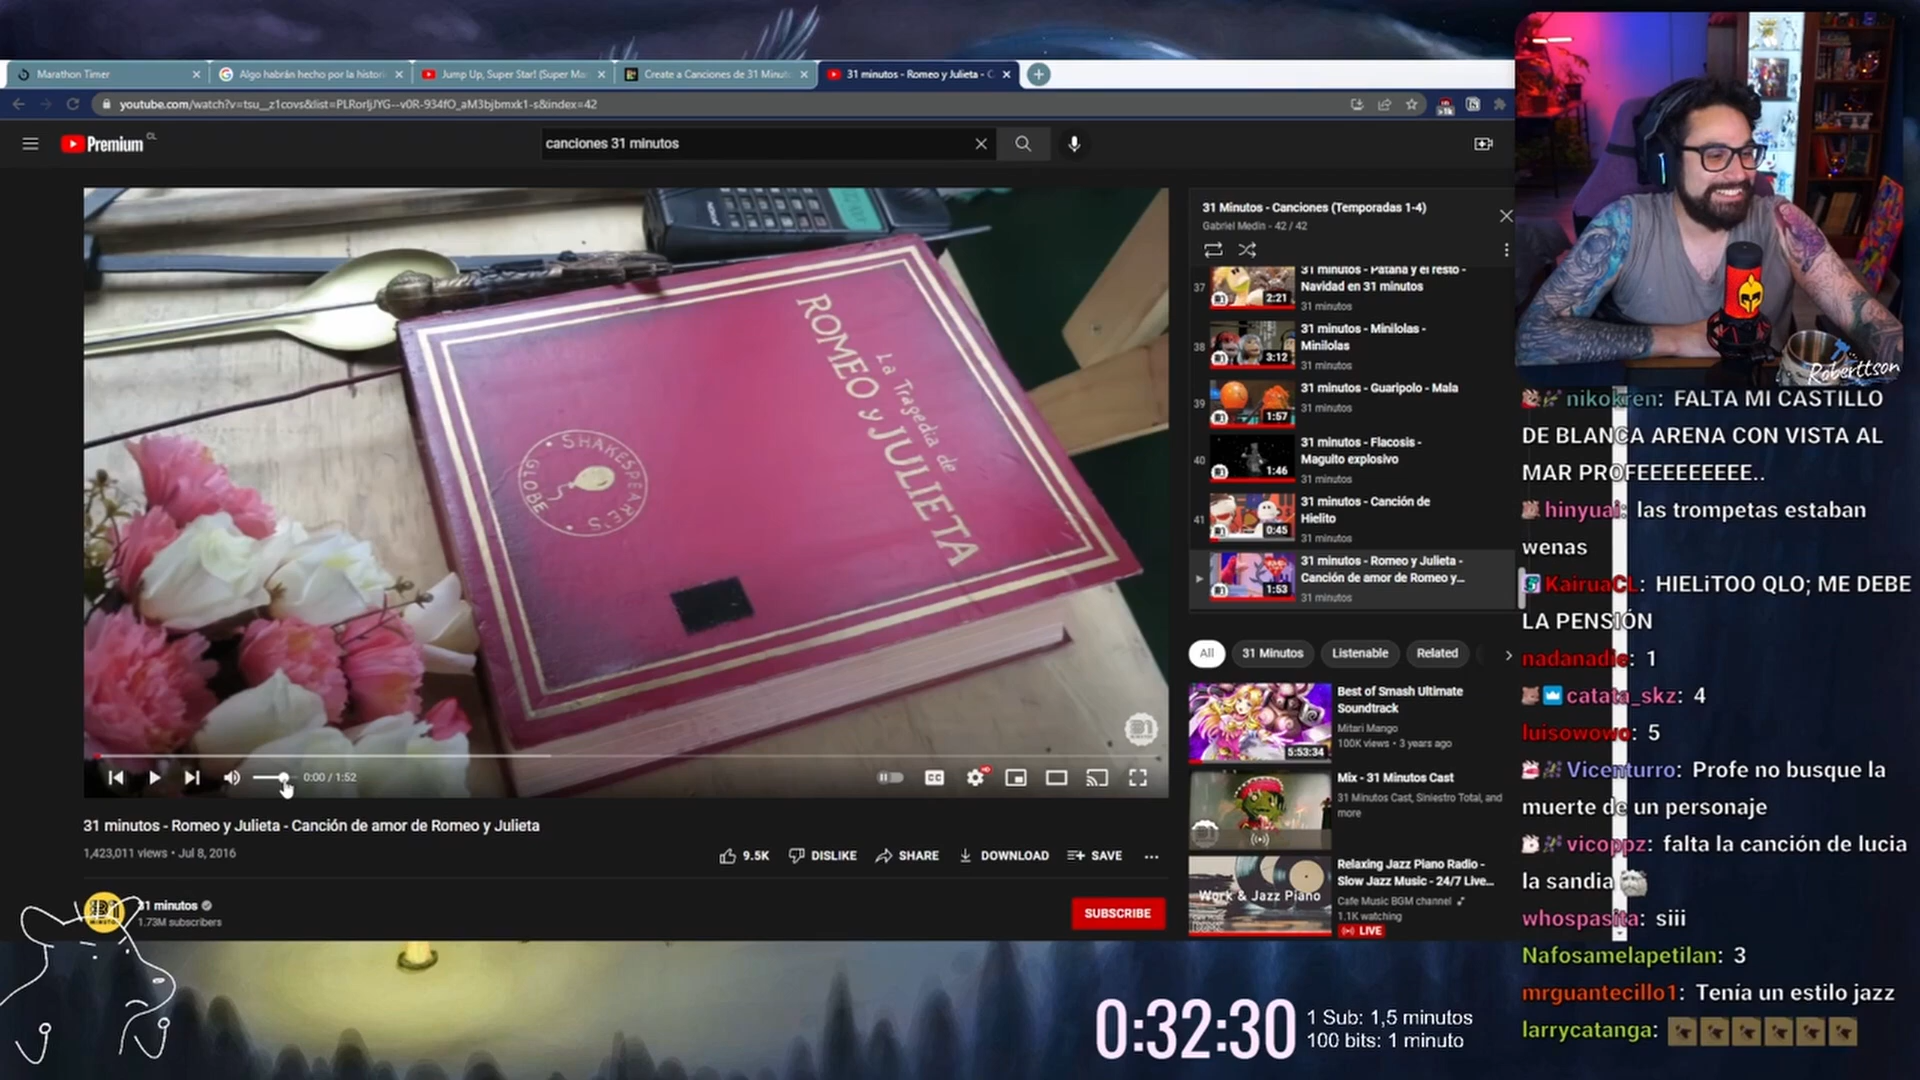 Marathon Timer
Algo habrán hecho por la histori
Jump Up, Super Star! (Super Ma
Create a Canciones de 31 Minut
31 minutos - Romeo y Julieta - C
youtube.com/watch?v=tsu__z1covs&list=PLRorIjJYG--v0R-934fO_aM3bjbmxk1-s&index=42
Premium CL
canciones 31 minutos
NOKIA
La Tragedia de
ROMEO y JULIETA
SHAKESPEARE'S GLOBE
0:00 / 1:52
CC
HD
31 minutos - Romeo y Julieta - Canción de amor de Romeo y Julieta
1,423,011 views • Jul 8, 2016
9.5K
DISLIKE
SHARE
DOWNLOAD
SAVE
31 minutos
1.73M subscribers
SUBSCRIBE
31 Minutos - Canciones (Temporadas 1-4)
Gabriel Medin - 42 / 42
37
2:21
31 minutos - Patana y el resto -
Navidad en 31 minutos
31 minutos
38
3:12
31 minutos - Minilolas -
Minilolas
31 minutos
39
1:57
31 minutos - Guaripolo - Mala
31 minutos
40
1:46
31 minutos - Flacosis -
Maguito explosivo
31 minutos
41
0:45
31 minutos - Canción de
Hielito
31 minutos
1:53
31 minutos - Romeo y Julieta -
Canción de amor de Romeo y...
31 minutos
All
31 Minutos
Listenable
Related
5:53:34
Best of Smash Ultimate
Soundtrack
Mitari Mango
100K views • 3 years ago
Mix - 31 Minutos Cast
31 Minutos Cast, Siniestro Total, and
more
Work & Jazz Piano
Relaxing Jazz Piano Radio -
Slow Jazz Music - 24/7 Live...
Cafe Music BGM channel
1.1K watching
LIVE
Roberttson
nikokren: FALTA MI CASTILLO
DE BLANCA ARENA CON VISTA AL
MAR PROFEEEEEEEEE..
hinyuai: las trompetas estaban
wenas
KairuaCL: HIELiTOO QLO; ME DEBE
LA PENSIÓN
nadanadie: 1
catata_skz: 4
luisowowo: 5
Vicenturro: Profe no busque la
muerte de un personaje
vicoppz: falta la canción de lucia
la sandia
whospasita: siii
Nafosamelapetilan: 3
mrguantecillo1: Tenía un estilo jazz
larrycatanga:
0:32:30
1 Sub: 1,5 minutos
100 bits: 1 minuto